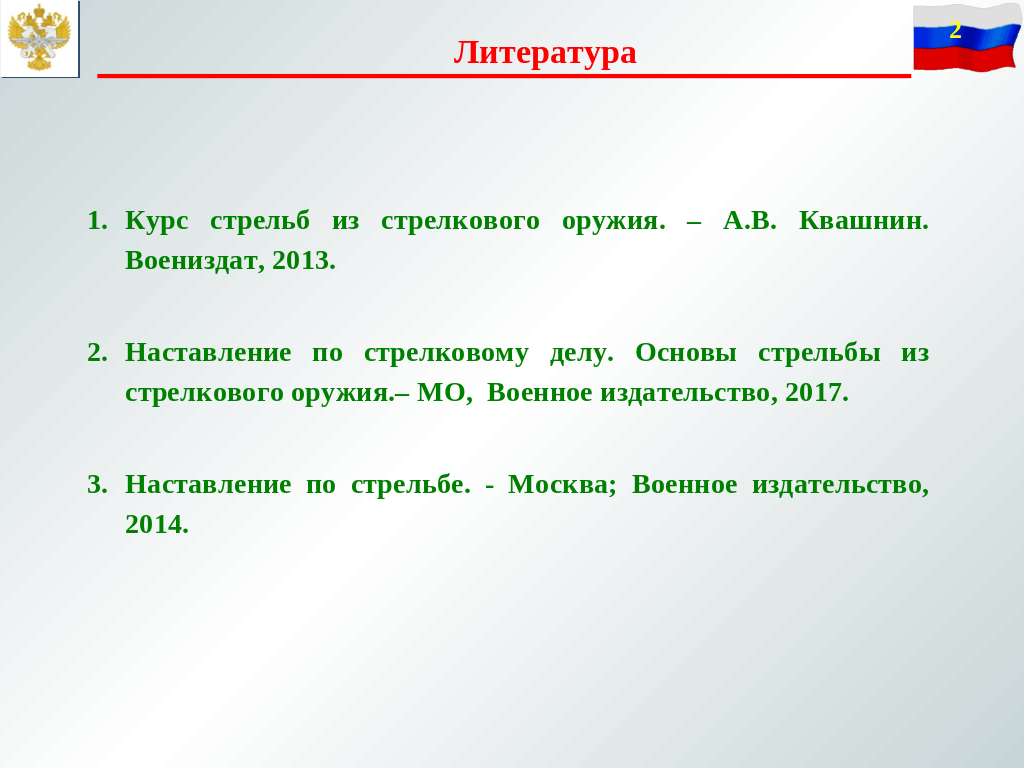 Литература
2
1. Курс стрельб из стрелкового оружия. – А.В. Квашнин.
Воениздат, 2013.
2. Наставление по стрелковому делу. Основы стрельбы из
стрелкового оружия.– МО,  Военное издательство, 2017.
3. Наставление по стрельбе. - Москва; Военное издательство,
2014.